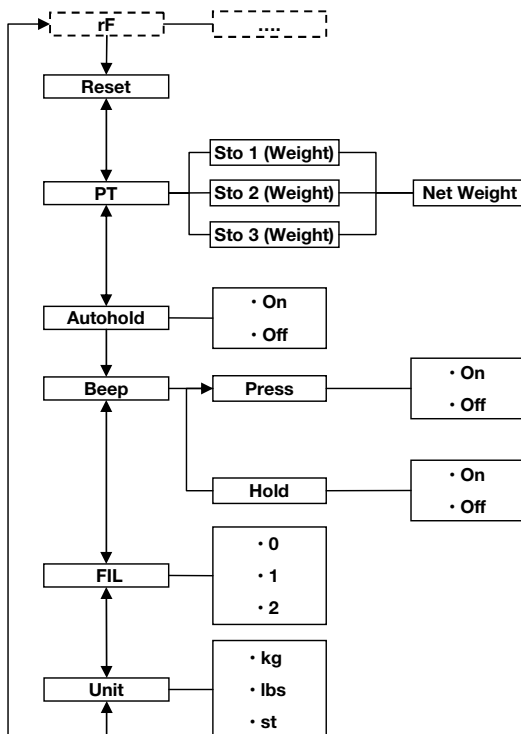 rF
....
Reset
Sto 1 (Weight)
PT
Sto 2 (Weight)
Net Weight
Sto 3 (Weight)
Autohold
· On
· Off
Beep
Press
· On
· Off
Hold
· On
· Off
FIL
· 0
· 1
· 2
Unit
· kg
· lbs
· st